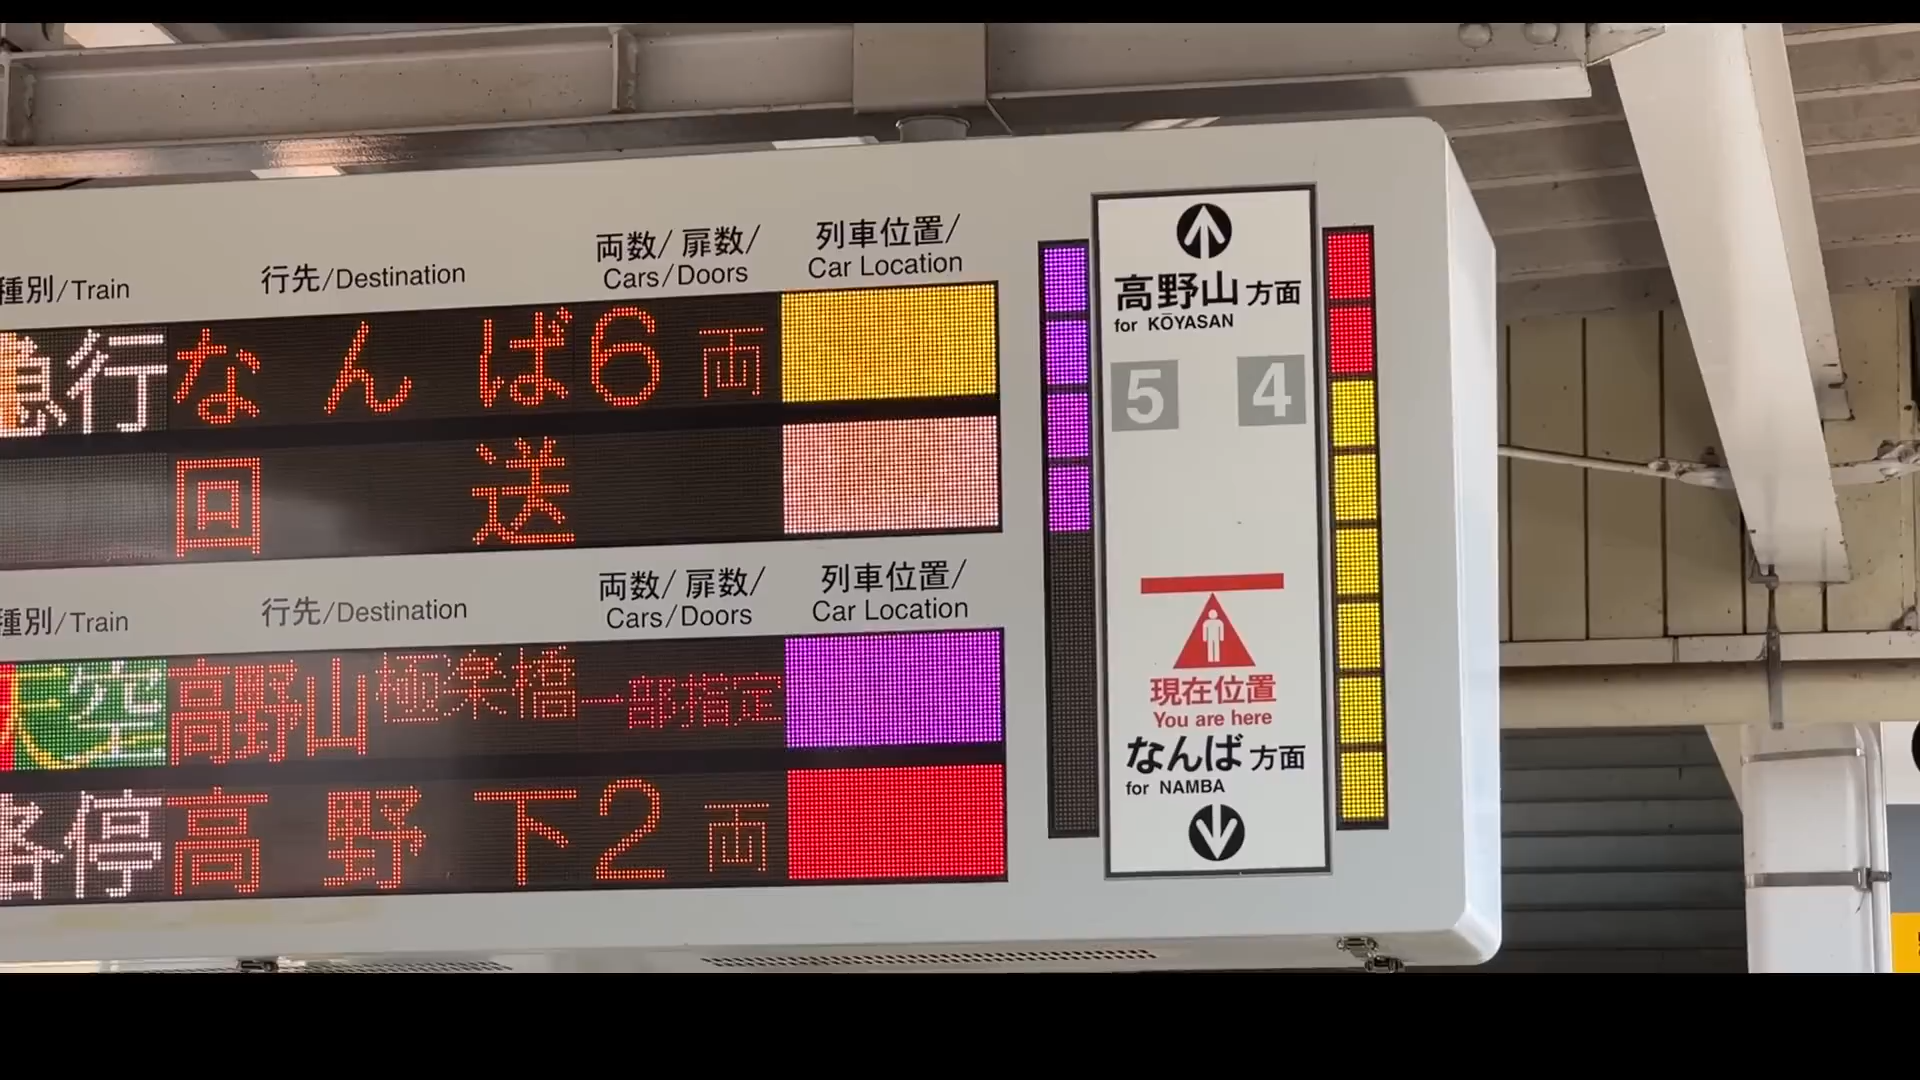 種別/Train 行先/Destination 両数/扉数/ Cars/Doors 列車位置/ Car Location
急行 なんば 6両
回送
種別/Train 行先/Destination 両数/扉数/ Cars/Doors 列車位置/ Car Location
天空 高野山極楽橋 一部指定
停 高野下 2両
高野山方面
for KŌYASAN
5 4
現在位置
You are here
なんば方面
for NAMBA